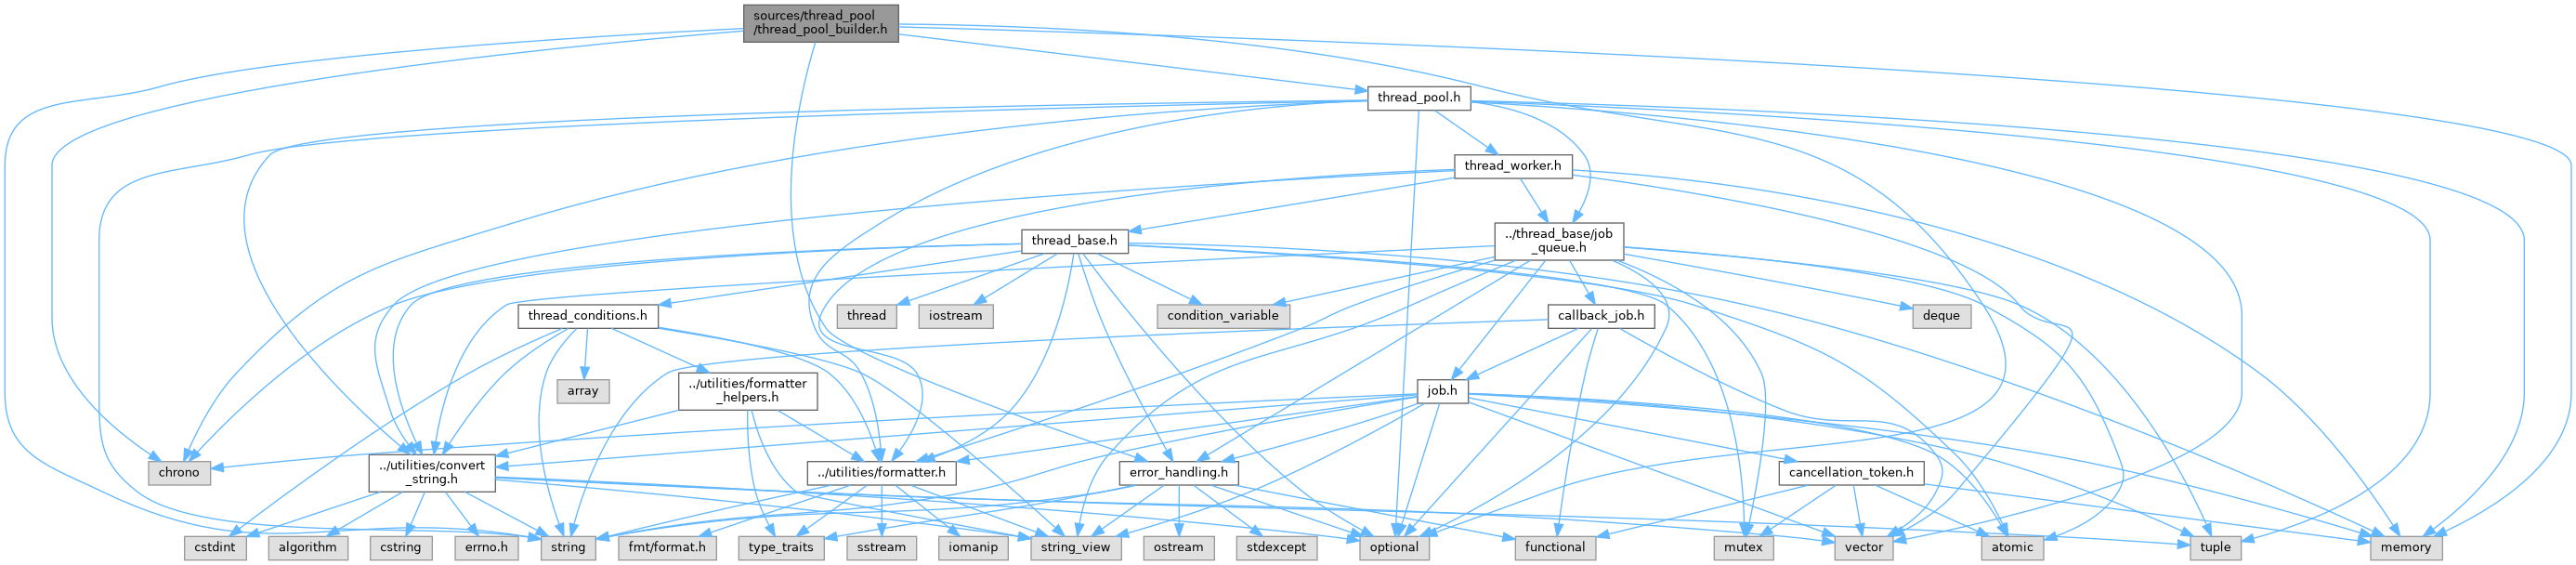 sources/thread_pool
/thread_pool_builder.h
thread_pool.h
thread_worker.h
thread_base.h
../thread_base/job
_queue.h
thread_conditions.h
thread
iostream
condition_variable
callback_job.h
deque
array
../utilities/formatter
_helpers.h
job.h
chrono
../utilities/convert
_string.h
../utilities/formatter.h
error_handling.h
cancellation_token.h
cstdint
algorithm
cstring
errno.h
string
fmt/format.h
type_traits
sstream
iomanip
string_view
ostream
stdexcept
optional
functional
mutex
vector
atomic
tuple
memory